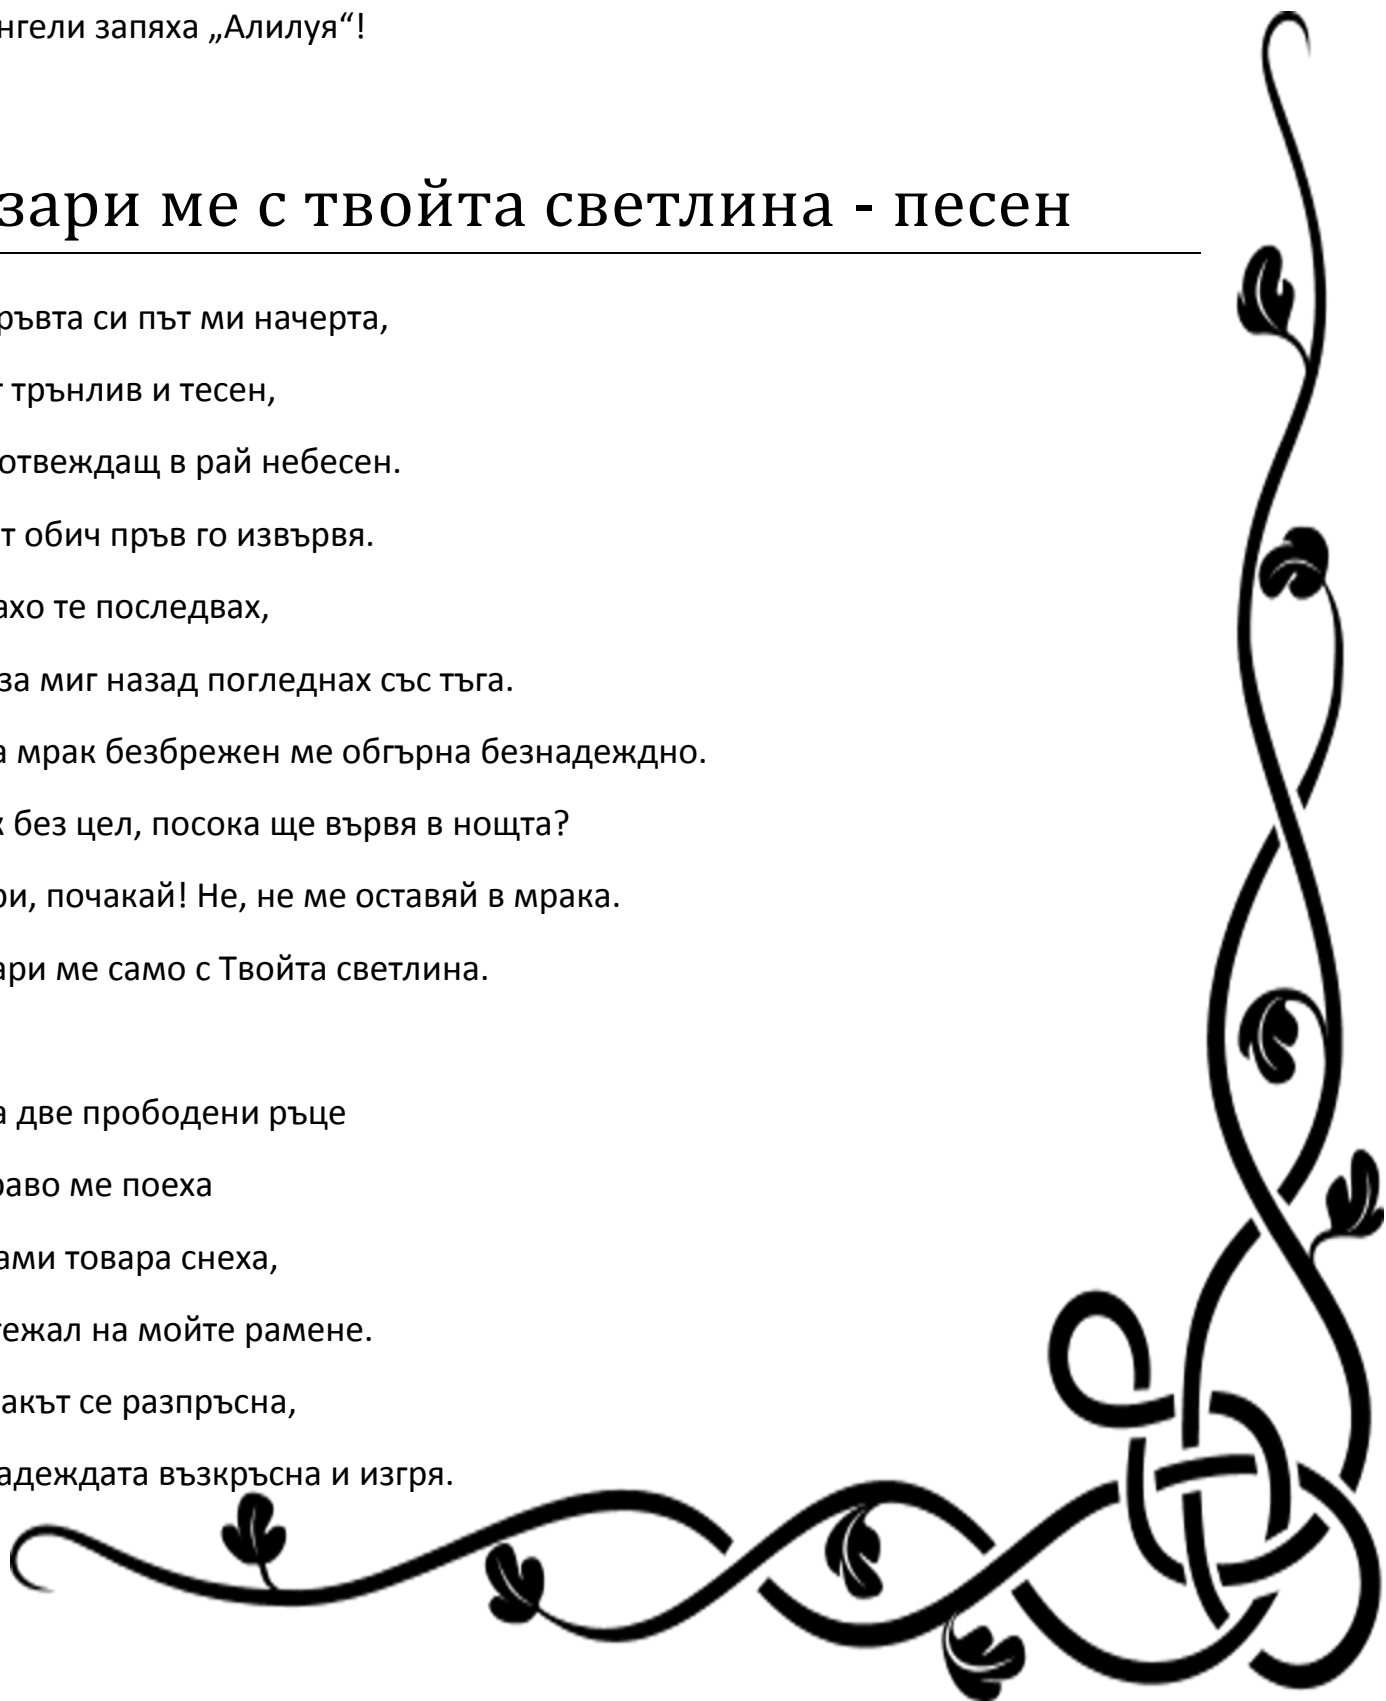 нгели запяха „Алилуя“!
зари ме с твойта светлина - песен
ръвта си път ми начерта,
т трънлив и тесен,
отвеждащ в рай небесен.
т обич пръв го извървя.
ахо те последвах,
за миг назад погледнах със тъга.
а мрак безбрежен ме обгърна безнадеждно.
к без цел, посока ще вървя в нощта?
ри, почакай! Не, не ме оставяй в мрака.
ари ме само с Твойта светлина.
а две прободени ръце
раво ме поеха
ами товара снеха,
тежал на мойте рамене.
акът се разпръсна,
адеждата възкръсна и изгря.